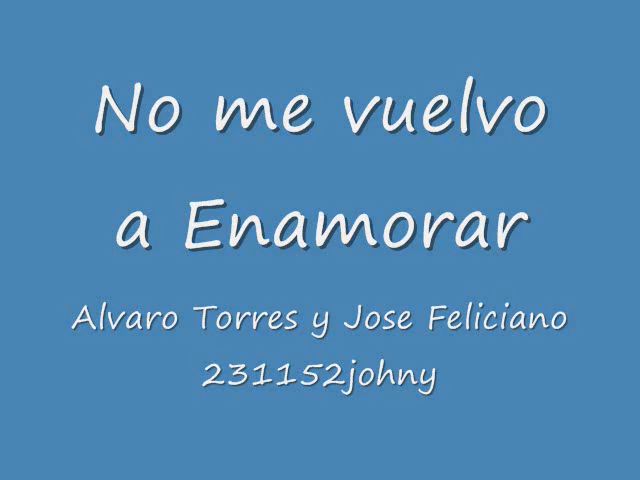 No me vuelvo
a Enamorar
Alvaro Torres y Jose Feliciano
231152johny